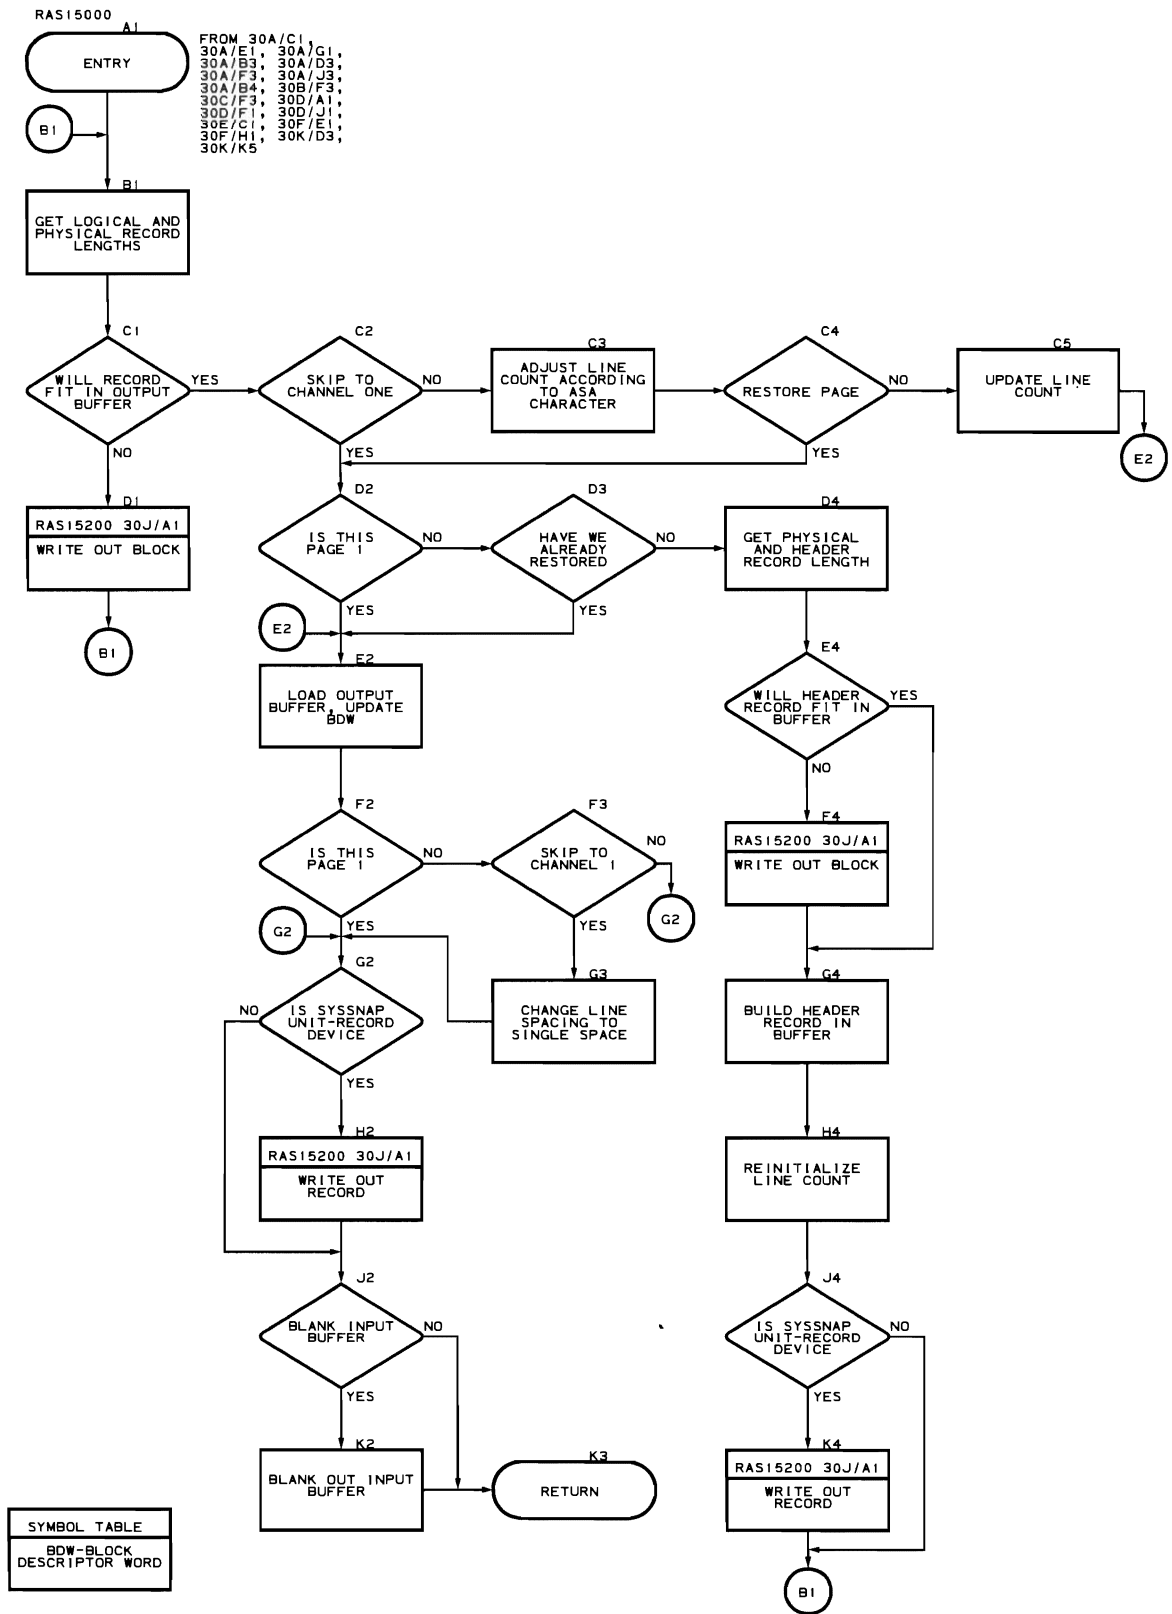 RAS15000
A1
ENTRY
FROM 30A/C1,
30A/E1, 30A/G1,
30A/B3, 30A/D3,
30A/F3, 30A/J3,
30A/B4, 30B/F3,
30C/F3, 30D/A1,
30D/F1, 30D/J1,
30E/C1, 30F/E1,
30F/H1, 30K/D3,
30K/K5
B1
B1
GET LOGICAL AND
PHYSICAL RECORD
LENGTHS
C1
WILL RECORD
FIT IN OUTPUT
BUFFER
YES
NO
C2
SKIP TO
CHANNEL ONE
NO
YES
C3
ADJUST LINE
COUNT ACCORDING
TO ASA
CHARACTER
C4
RESTORE PAGE
NO
YES
C5
UPDATE LINE
COUNT
E2
D1
RAS15200 30J/A1
WRITE OUT BLOCK
B1
D2
IS THIS
PAGE 1
NO
YES
D3
HAVE WE
ALREADY
RESTORED
NO
YES
D4
GET PHYSICAL
AND HEADER
RECORD LENGTH
E2
E2
LOAD OUTPUT
BUFFER, UPDATE
BDW
E4
WILL HEADER
RECORD FIT IN
BUFFER
YES
NO
F2
IS THIS
PAGE 1
NO
YES
F3
SKIP TO
CHANNEL 1
NO
YES
G2
F4
RAS15200 30J/A1
WRITE OUT BLOCK
G2
G2
IS SYSSNAP
UNIT-RECORD
DEVICE
NO
YES
G3
CHANGE LINE
SPACING TO
SINGLE SPACE
G4
BUILD HEADER
RECORD IN
BUFFER
H2
RAS15200 30J/A1
WRITE OUT
RECORD
H4
REINITIALIZE
LINE COUNT
J2
BLANK INPUT
BUFFER
NO
YES
J4
IS SYSSNAP
UNIT-RECORD
DEVICE
NO
YES
K2
BLANK OUT INPUT
BUFFER
K3
RETURN
K4
RAS15200 30J/A1
WRITE OUT
RECORD
B1
SYMBOL TABLE
BDW-BLOCK
DESCRIPTOR WORD